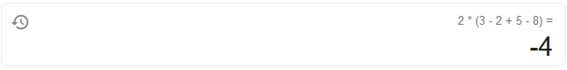 2 * (3 - 2 + 5 - 8) =
-4